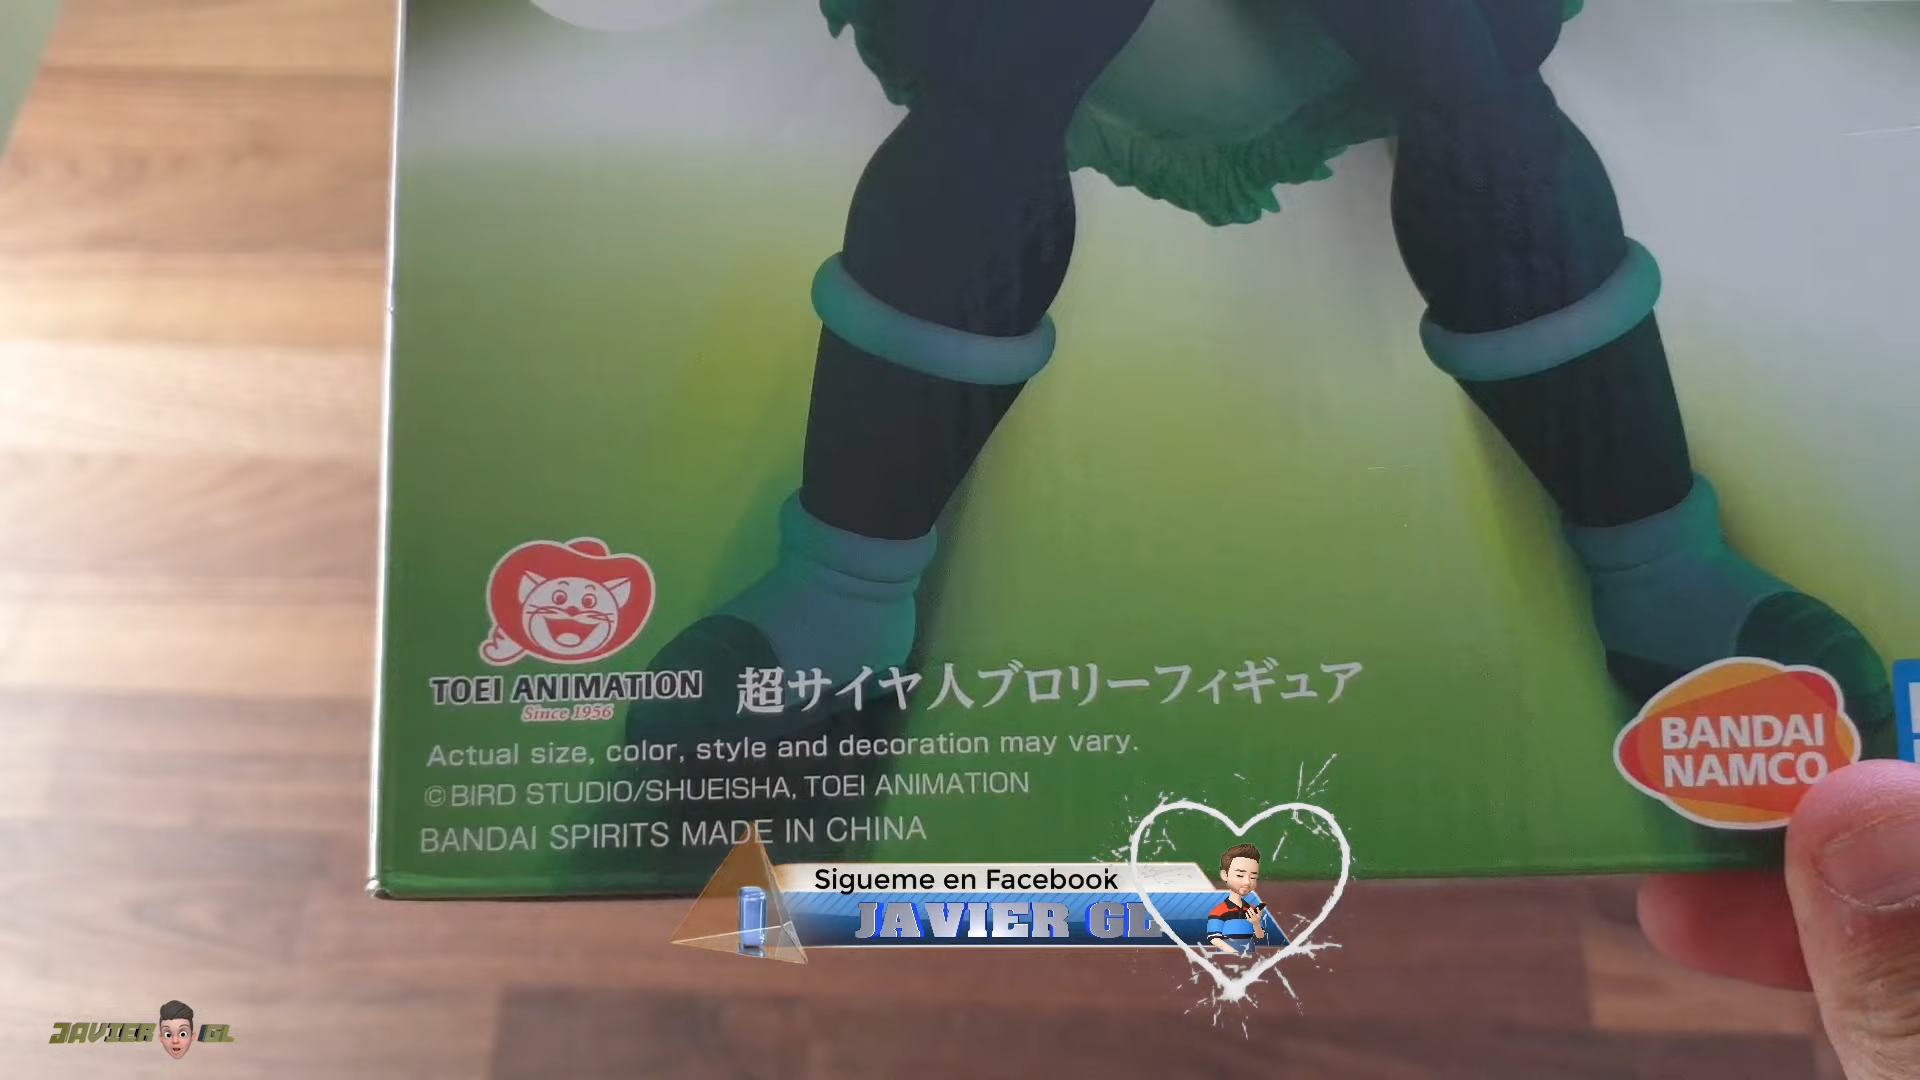 TOEI ANIMATION
Since 1956
超サイヤ人ブロリーフィギュア
Actual size, color, style and decoration may vary.
©BIRD STUDIO/SHUEISHA, TOEI ANIMATION
BANDAI SPIRITS MADE IN CHINA
BANDAI
NAMCO
Sigueme en Facebook
JAVIER GL
JAVIER GL